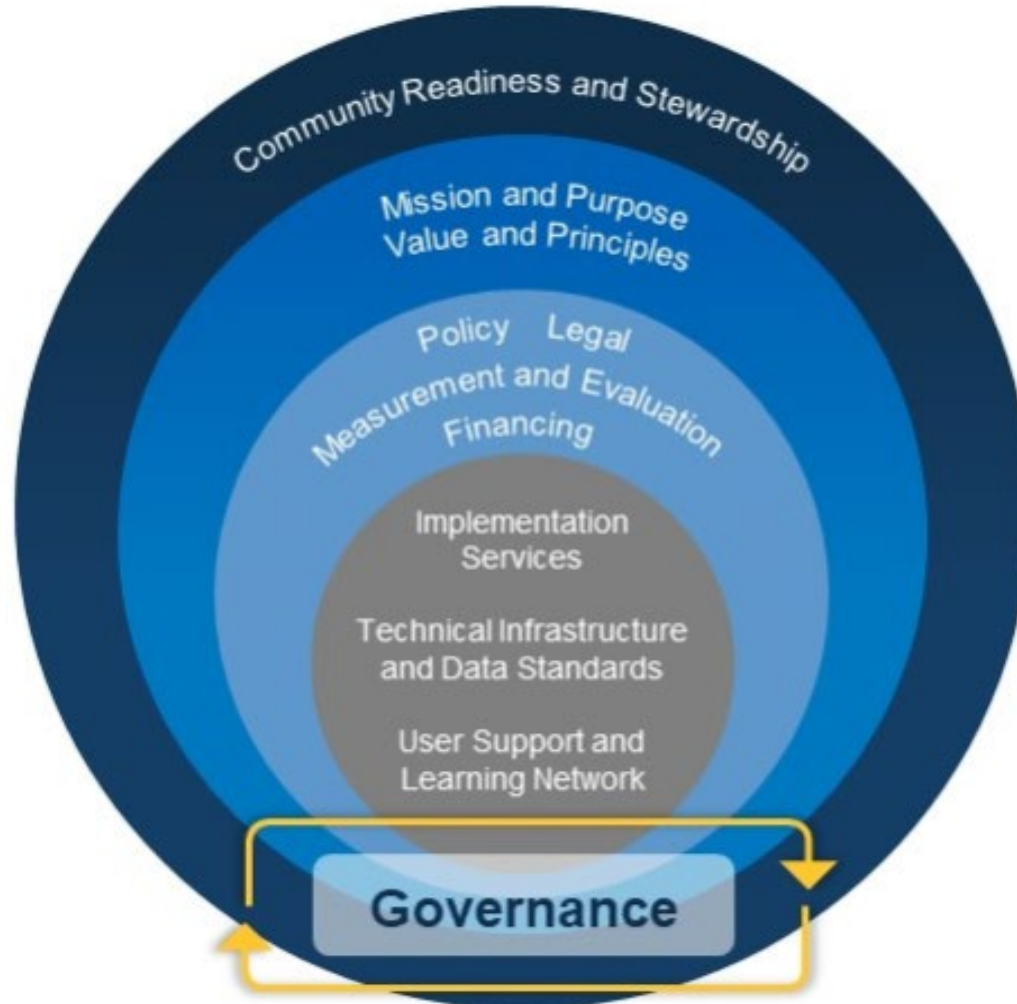 Community Readiness and Stewardship
Mission and Purpose
Value and Principles
Policy Legal
Measurement and Evaluation
Financing
Implementation
Services
Technical Infrastructure
and Data Standards
User Support and
Learning Network
Governance